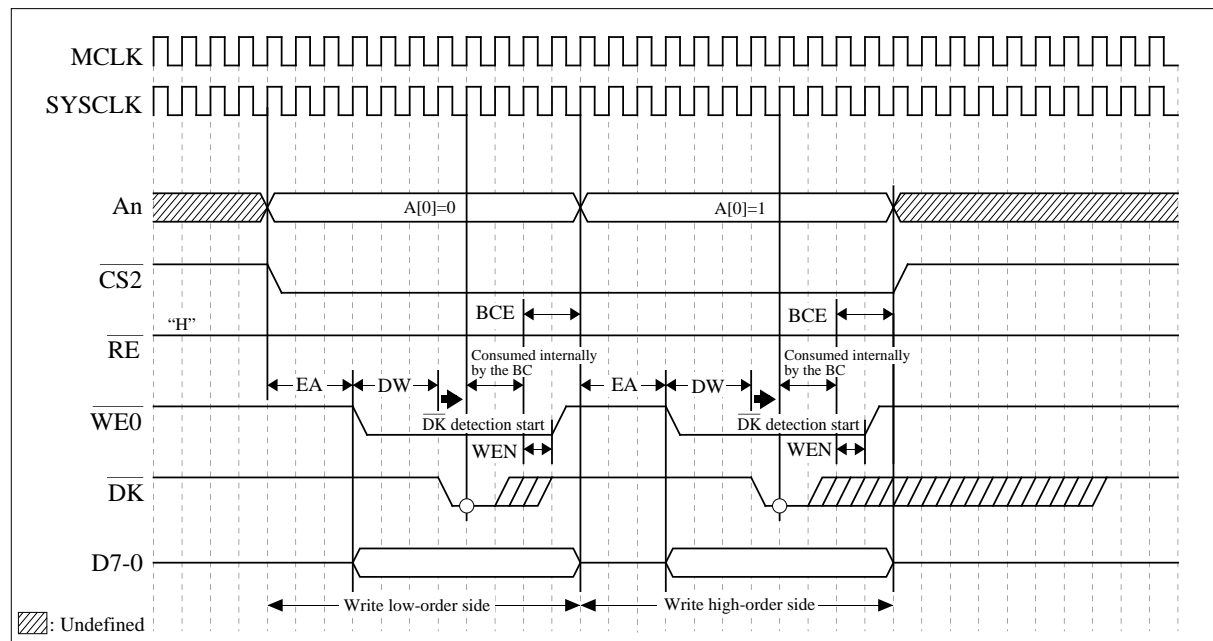 MCLK
SYSCLK
An
A[0]=0
A[0]=1
CS2
BCE
BCE
“H”
RE
Consumed internally
by the BC
Consumed internally
by the BC
EA
DW
EA
DW
WE0
DK detection start
DK detection start
WEN
WEN
DK
D7-0
Write low-order side
Write high-order side
: Undefined